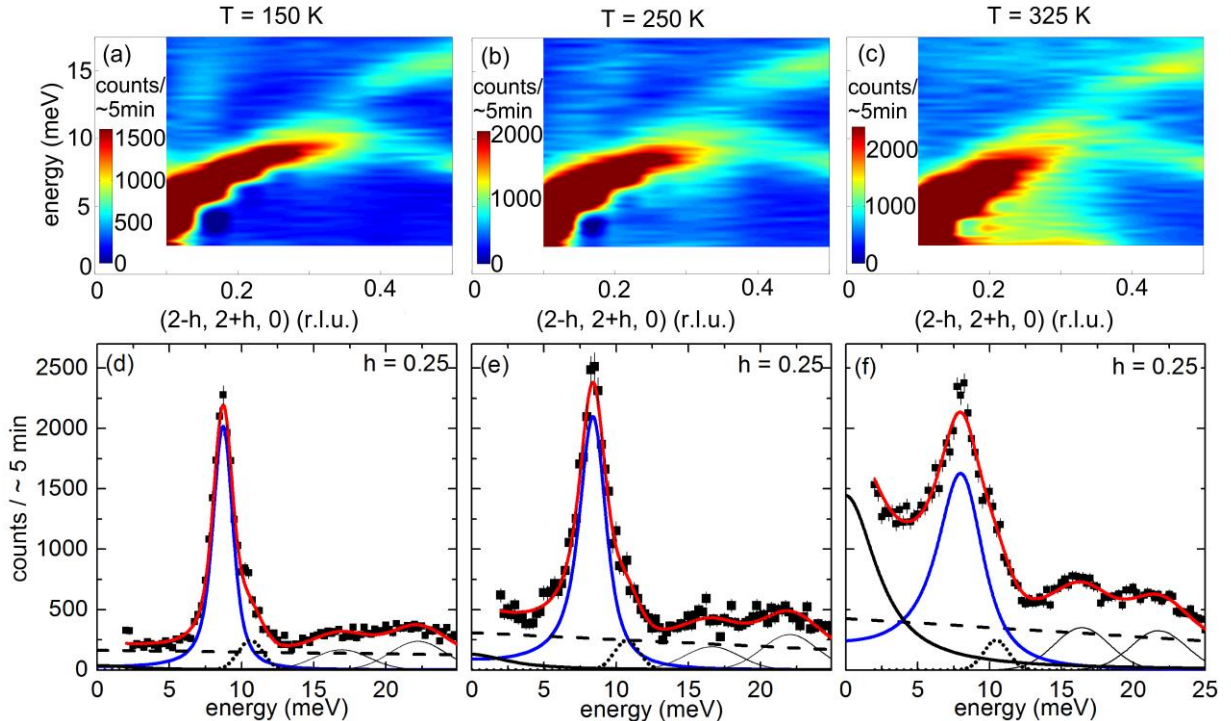 T = 150 K
T = 250 K
T = 325 K
(a)
counts/
~5min
1500
1000
500
0
energy (meV)
15
10
5
0
0
0.2
0.4
(2-h, 2+h, 0) (r.l.u.)
(b)
counts/
~5min
2000
1000
0
0
0.2
0.4
(2-h, 2+h, 0) (r.l.u.)
(c)
counts/
~5min
2000
1000
0
0
0.2
0.4
(2-h, 2+h, 0) (r.l.u.)
(d)
h = 0.25
counts / ~ 5 min
2500
2000
1500
1000
500
0
0
5
10
15
20
energy (meV)
(e)
h = 0.25
0
5
10
15
20
energy (meV)
(f)
h = 0.25
0
5
10
15
20
25
energy (meV)